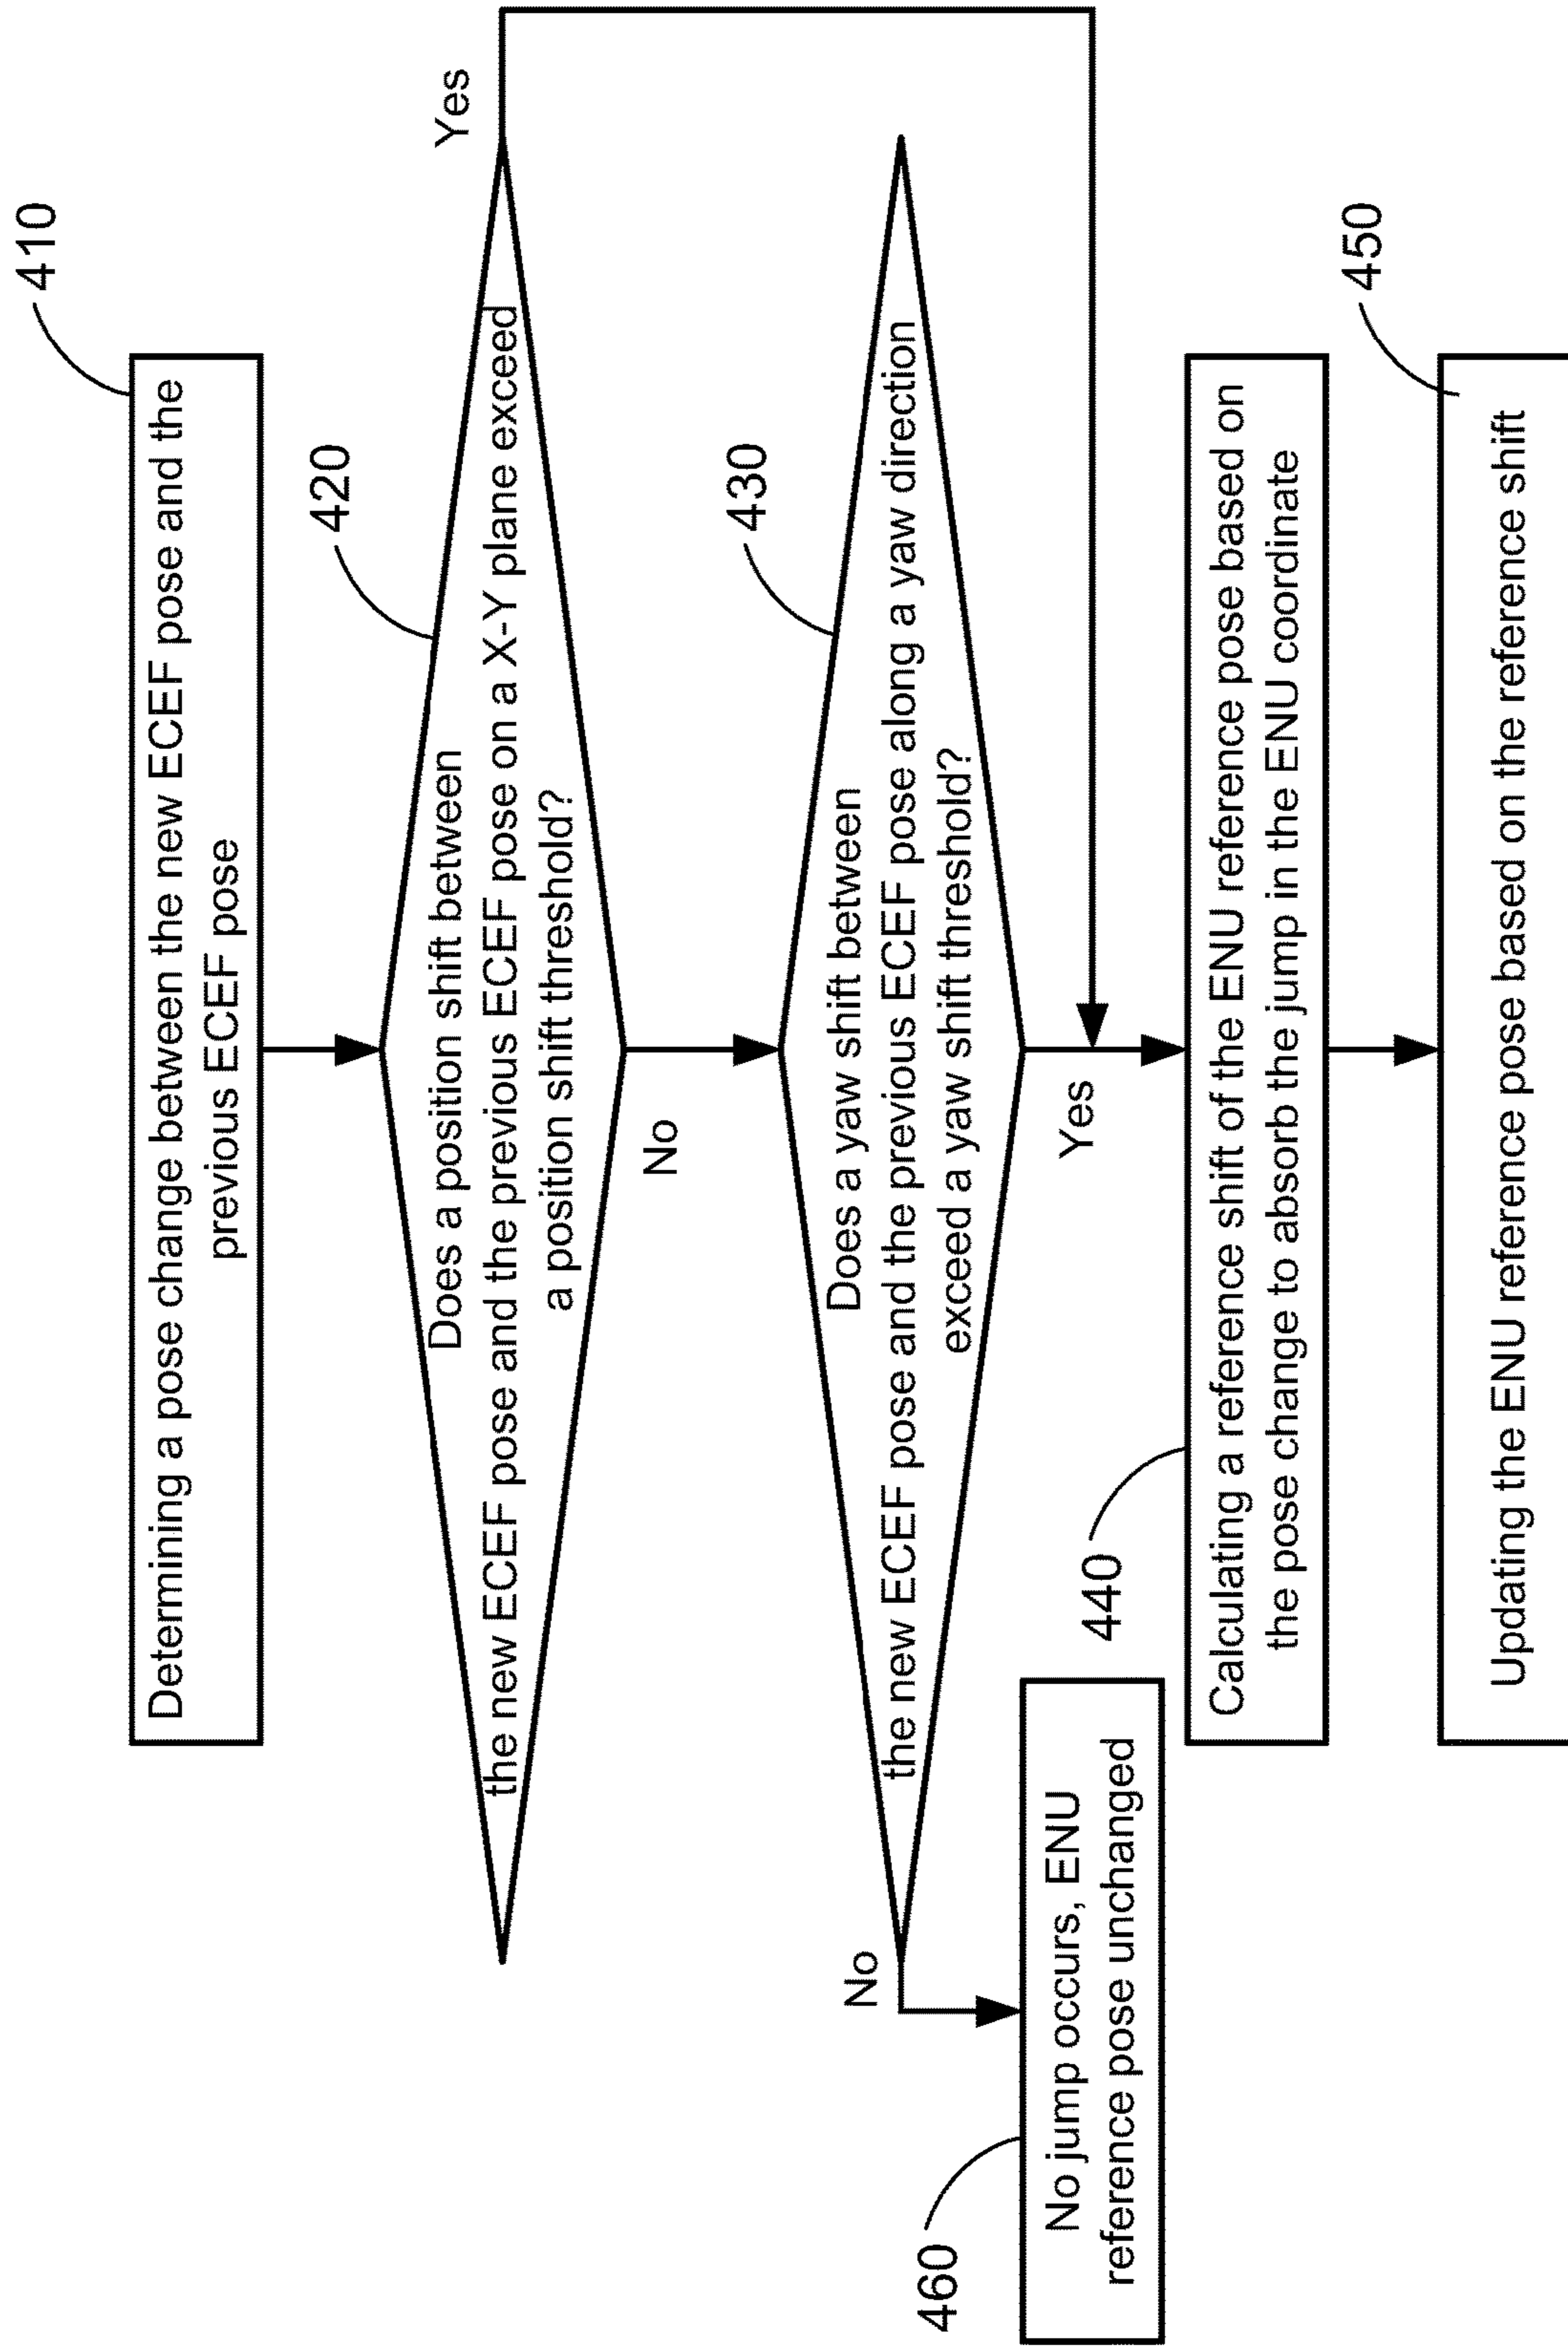 410
Determining a pose change between the new ECEF pose and the
previous ECEF pose
420
Does a position shift between
the new ECEF pose and the previous ECEF pose on a X-Y plane exceed
a position shift threshold?
Yes
No
430
Does a yaw shift between
the new ECEF pose and the previous ECEF pose along a yaw direction
exceed a yaw shift threshold?
No
Yes
460
No jump occurs, ENU
reference pose unchanged
440
Calculating a reference shift of the ENU reference pose based on
the pose change to absorb the jump in the ENU coordinate
450
Updating the ENU reference pose based on the reference shift